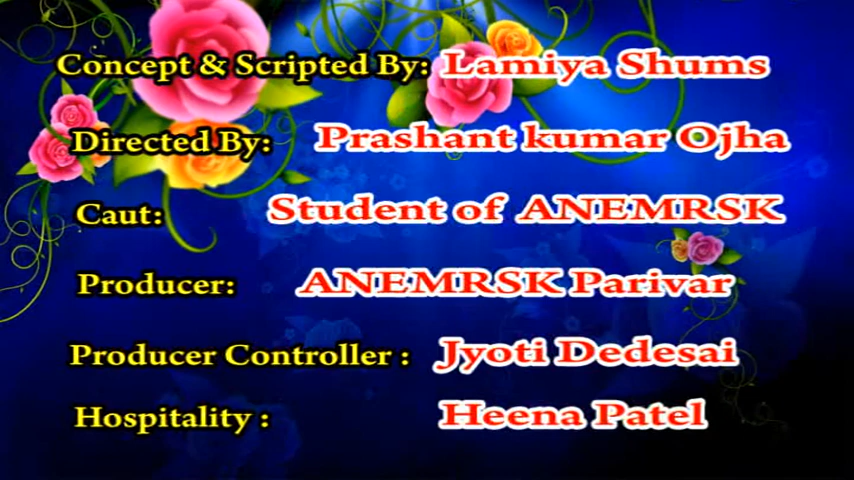 Concept & Scripted By: Lamiya Shums
Directed By: Prashant kumar Ojha
Caut: Student of ANEMRSK
Producer: ANEMRSK Parivar
Producer Controller : Jyoti Dedesai
Hospitality : Heena Patel